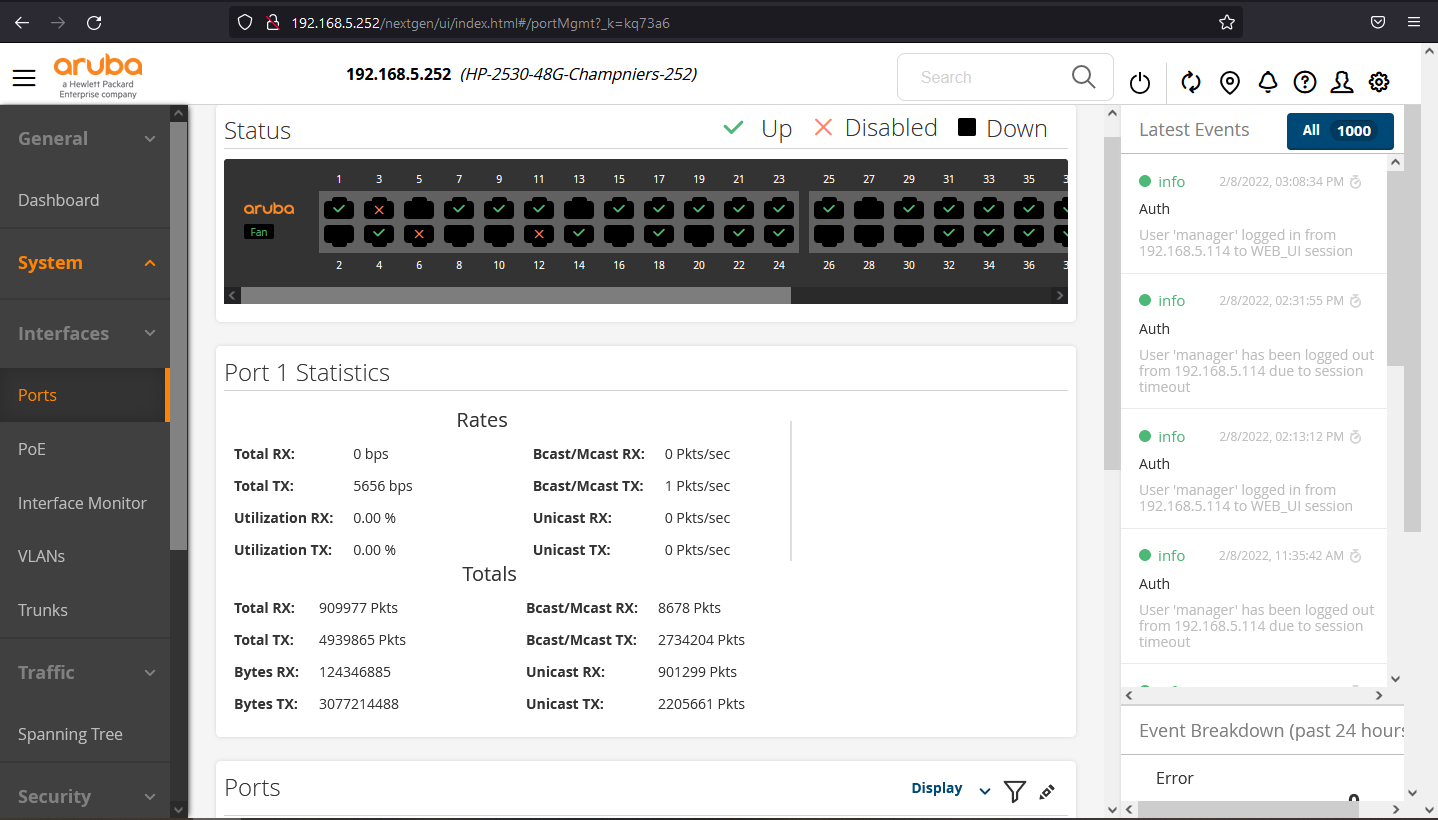 192.168.5.252/nextgen/ui/index.html#/portMgmt?_k=kq73a6
aruba
a Hewlett Packard
Enterprise company
192.168.5.252 (HP-2530-48G-Champniers-252)
Search
General
Dashboard
System
Interfaces
Ports
PoE
Interface Monitor
VLANs
Trunks
Traffic
Spanning Tree
Security
Status
Up Disabled Down
1 3 5 7 9 11 13 15 17 19 21 23 25 27 29 31 33 35 3
aruba
Fan
2 4 6 8 10 12 14 16 18 20 22 24 26 28 30 32 34 36 3
Port 1 Statistics
Rates
Total RX: 0 bps Bcast/Mcast RX: 0 Pkts/sec
Total TX: 5656 bps Bcast/Mcast TX: 1 Pkts/sec
Utilization RX: 0.00 % Unicast RX: 0 Pkts/sec
Utilization TX: 0.00 % Unicast TX: 0 Pkts/sec
Totals
Total RX: 909977 Pkts Bcast/Mcast RX: 8678 Pkts
Total TX: 4939865 Pkts Bcast/Mcast TX: 2734204 Pkts
Bytes RX: 124346885 Unicast RX: 901299 Pkts
Bytes TX: 3077214488 Unicast TX: 2205661 Pkts
Ports
Display
Latest Events
All 1000
info 2/8/2022, 03:08:34 PM
Auth
User 'manager' logged in from
192.168.5.114 to WEB_UI session
info 2/8/2022, 02:31:55 PM
Auth
User 'manager' has been logged out
from 192.168.5.114 due to session
timeout
info 2/8/2022, 02:13:12 PM
Auth
User 'manager' logged in from
192.168.5.114 to WEB_UI session
info 2/8/2022, 11:35:42 AM
Auth
User 'manager' has been logged out
from 192.168.5.114 due to session
timeout
Event Breakdown (past 24 hours
Error